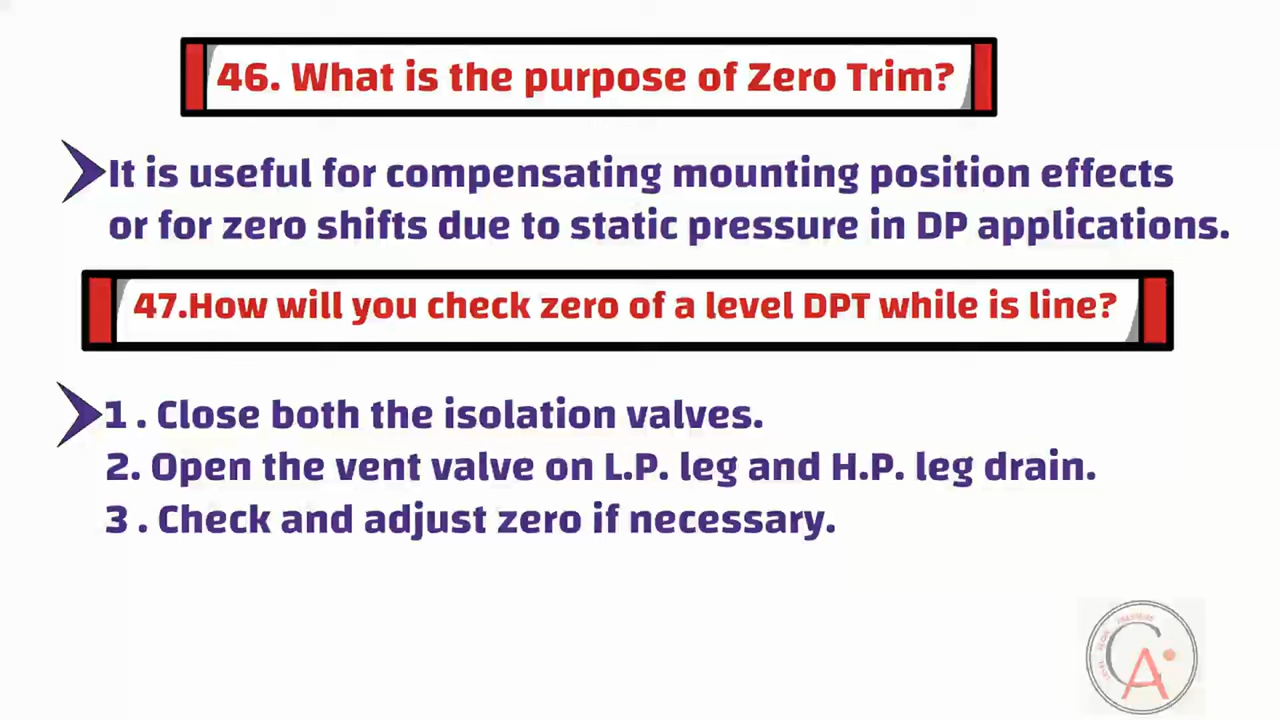 46. What is the purpose of Zero Trim?
It is useful for compensating mounting position effects
or for zero shifts due to static pressure in DP applications.
47.How will you check zero of a level DPT while is line?
1 . Close both the isolation valves.
2. Open the vent valve on L.P. leg and H.P. leg drain.
3 . Check and adjust zero if necessary.
CA